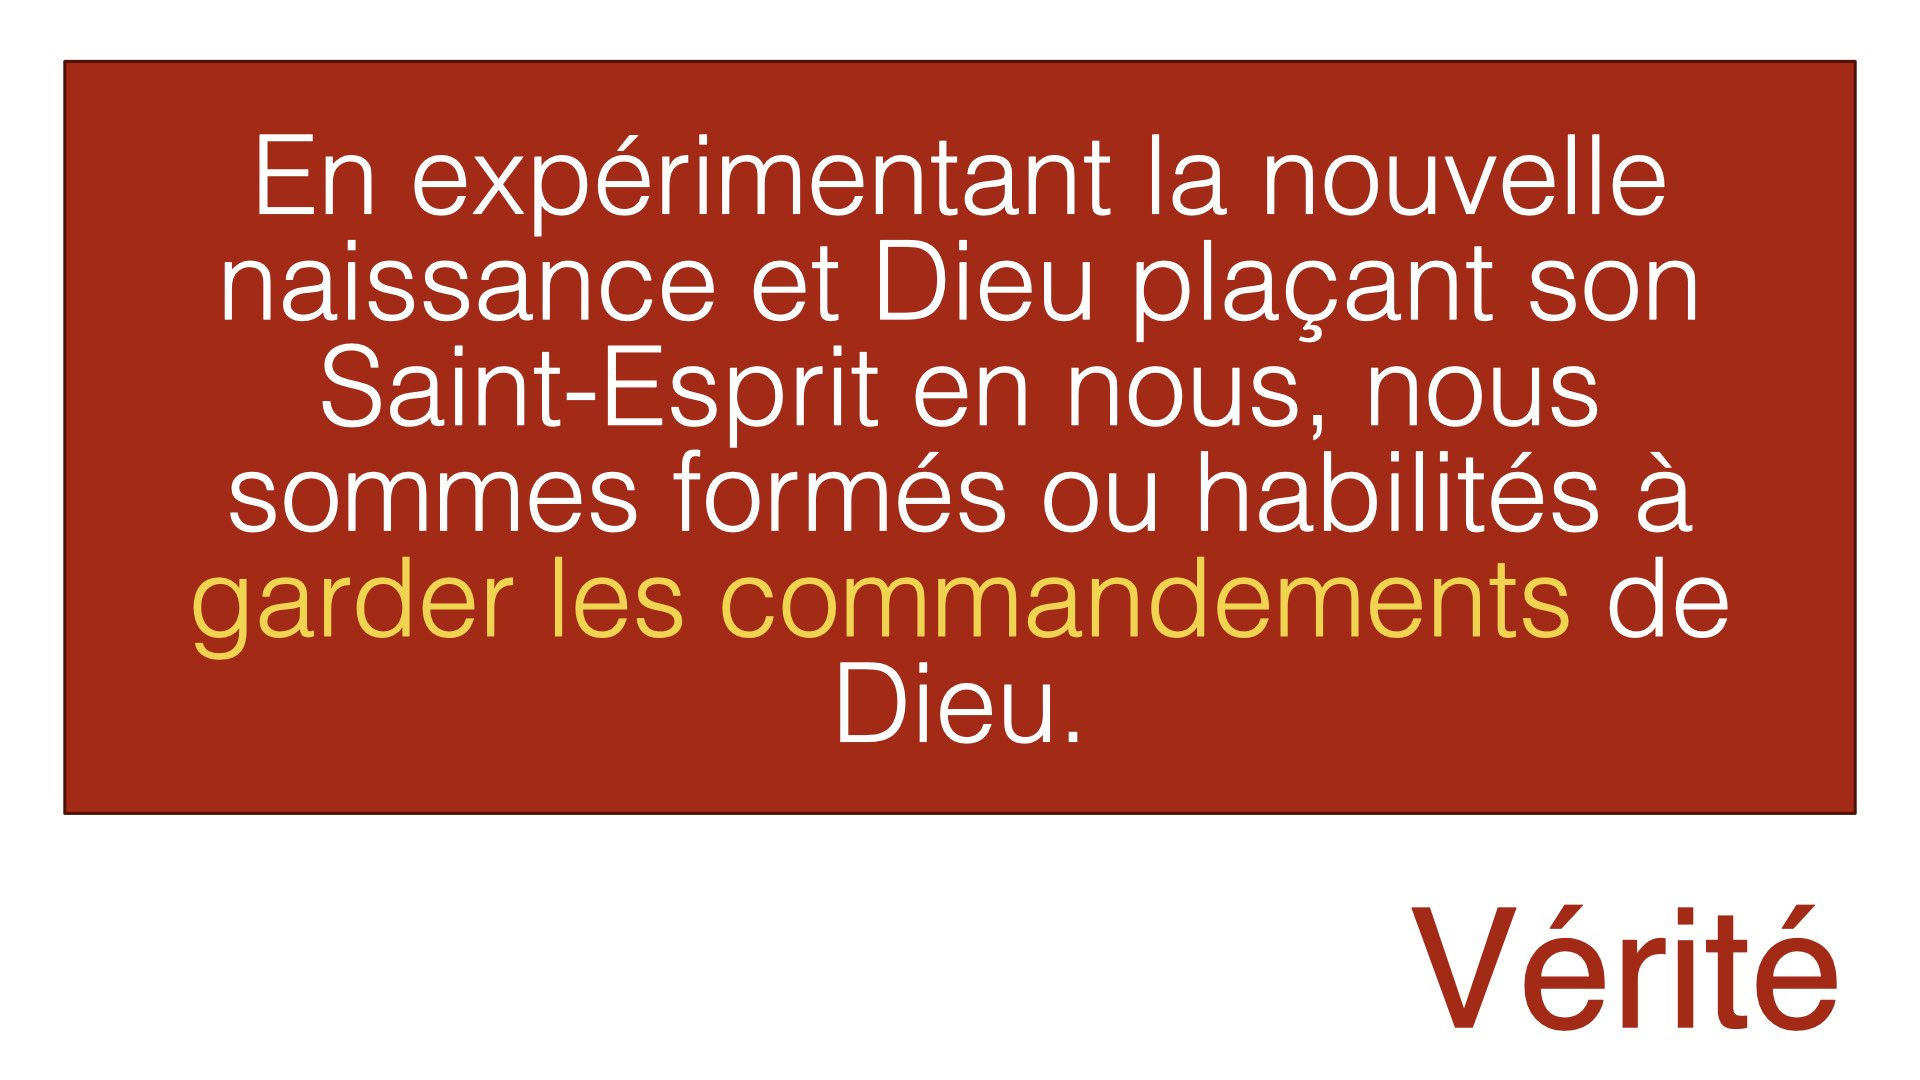 En expérimentant la nouvelle
naissance et Dieu plaçant son
Saint-Esprit en nous, nous
sommes formés ou habilités à
garder les commandements de
Dieu.
Vérité